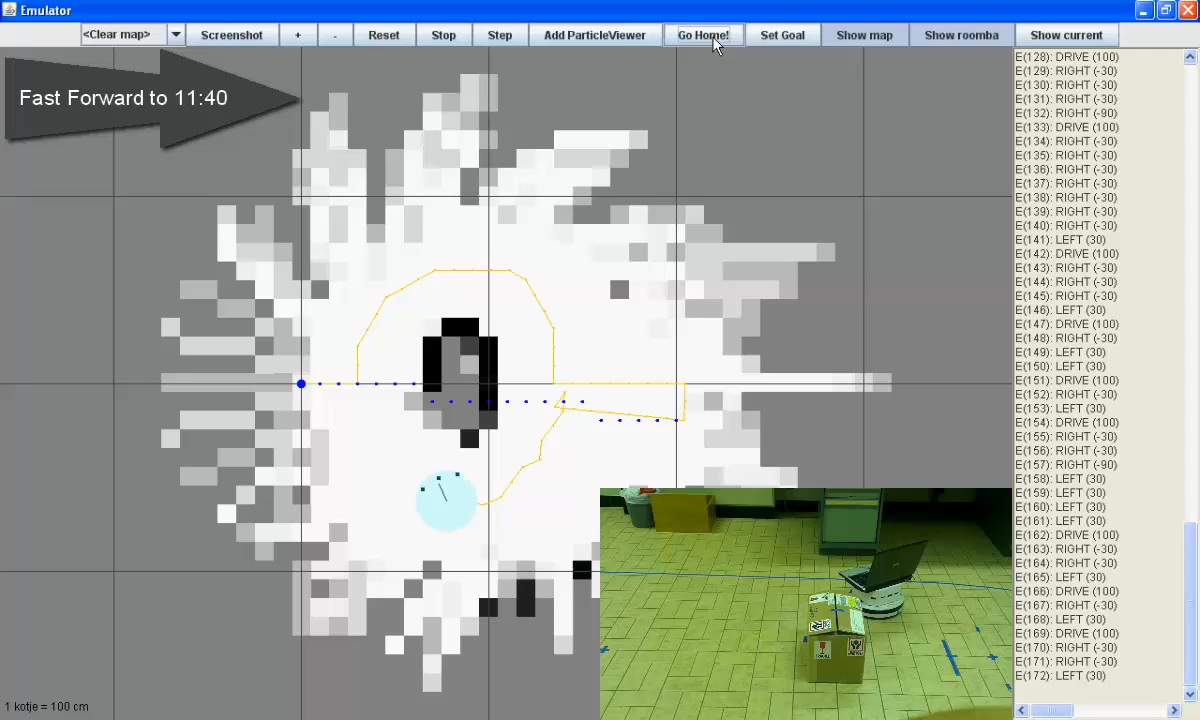 Emulator
<Clear map>
Screenshot
+
-
Reset
Stop
Step
Add ParticleViewer
Go Home!
Set Goal
Show map
Show roomba
Show current
Fast Forward to 11:40
E(128): DRIVE (100)
E(129): RIGHT (-30)
E(130): RIGHT (-30)
E(131): RIGHT (-30)
E(132): RIGHT (-90)
E(133): DRIVE (100)
E(134): RIGHT (-30)
E(135): RIGHT (-30)
E(136): RIGHT (-30)
E(137): RIGHT (-30)
E(138): RIGHT (-30)
E(139): RIGHT (-30)
E(140): RIGHT (-30)
E(141): LEFT (30)
E(142): DRIVE (100)
E(143): RIGHT (-30)
E(144): RIGHT (-30)
E(145): RIGHT (-30)
E(146): LEFT (30)
E(147): DRIVE (100)
E(148): RIGHT (-30)
E(149): LEFT (30)
E(150): LEFT (30)
E(151): DRIVE (100)
E(152): RIGHT (-30)
E(153): LEFT (30)
E(154): DRIVE (100)
E(155): RIGHT (-30)
E(156): RIGHT (-30)
E(157): RIGHT (-90)
E(158): LEFT (30)
E(159): LEFT (30)
E(160): LEFT (30)
E(161): LEFT (30)
E(162): DRIVE (100)
E(163): RIGHT (-30)
E(164): RIGHT (-30)
E(165): LEFT (30)
E(166): DRIVE (100)
E(167): RIGHT (-30)
E(168): LEFT (30)
E(169): DRIVE (100)
E(170): RIGHT (-30)
E(171): RIGHT (-30)
E(172): LEFT (30)
1 kotje = 100 cm